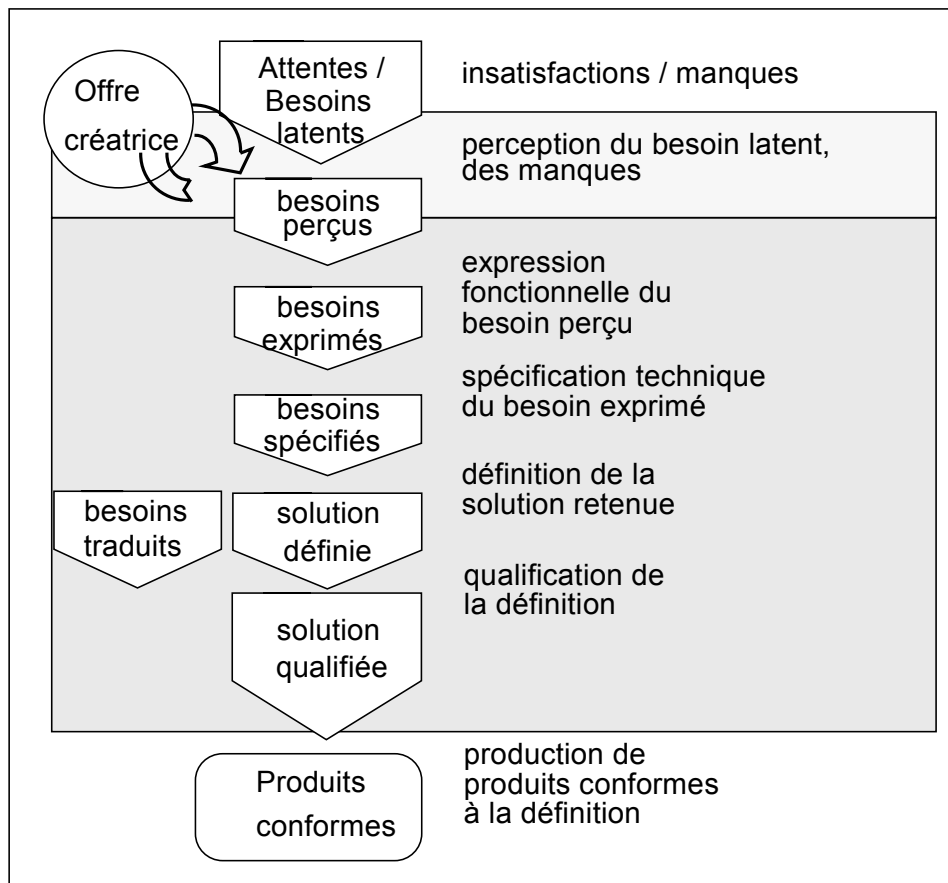 Offre
créatrice
Attentes /
Besoins
latents
insatisfactions / manques
perception du besoin latent,
des manques
besoins
perçus
expression
fonctionnelle du
besoin perçu
besoins
exprimés
spécification technique
du besoin exprimé
besoins
spécifiés
définition de la
solution retenue
besoins
traduits
solution
définie
qualification de
la définition
solution
qualifiée
production de
produits conformes
à la définition
Produits
conformes